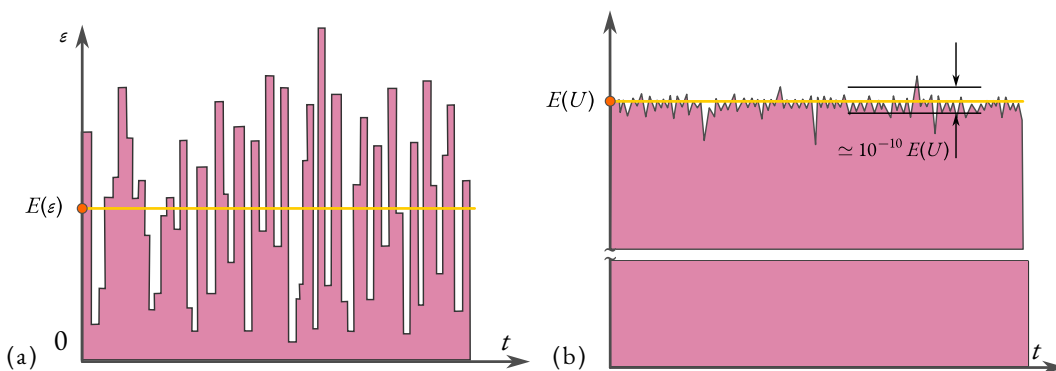 ε
E(ε)
0
t
(a)
E(U)
≃10⁻¹⁰ E(U)
t
(b)